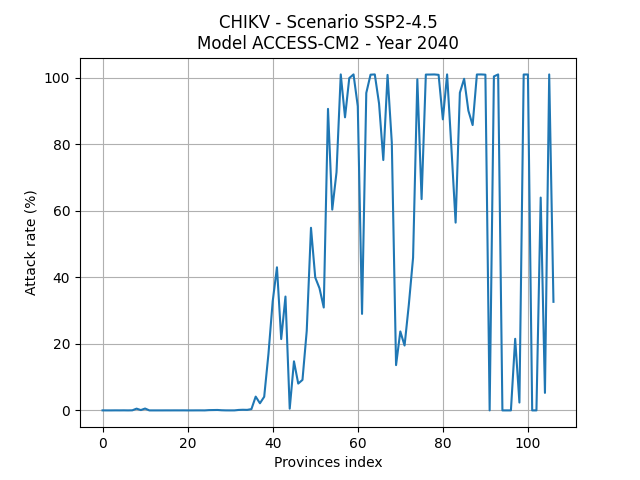 CHIKV - Scenario SSP2-4.5
Model ACCESS-CM2 - Year 2040
Attack rate (%)
100
80
60
40
20
0
0 20 40 60 80 100
Provinces index